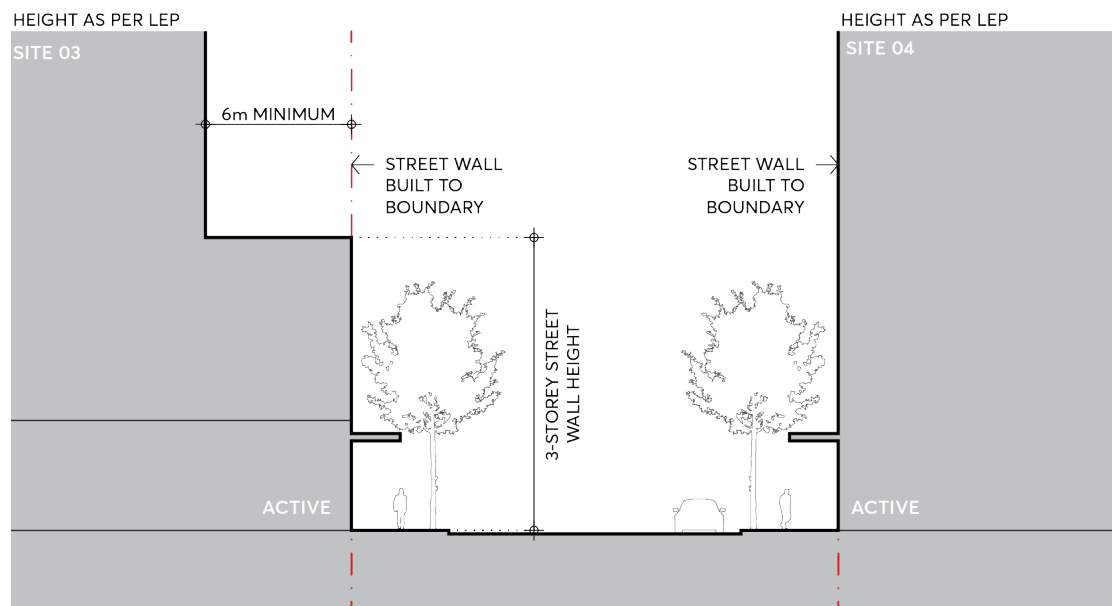 HEIGHT AS PER LEP
SITE 03
6m MINIMUM
STREET WALL
BUILT TO
BOUNDARY
3-STOREY STREET
WALL HEIGHT
ACTIVE
HEIGHT AS PER LEP
SITE 04
STREET WALL
BUILT TO
BOUNDARY
ACTIVE